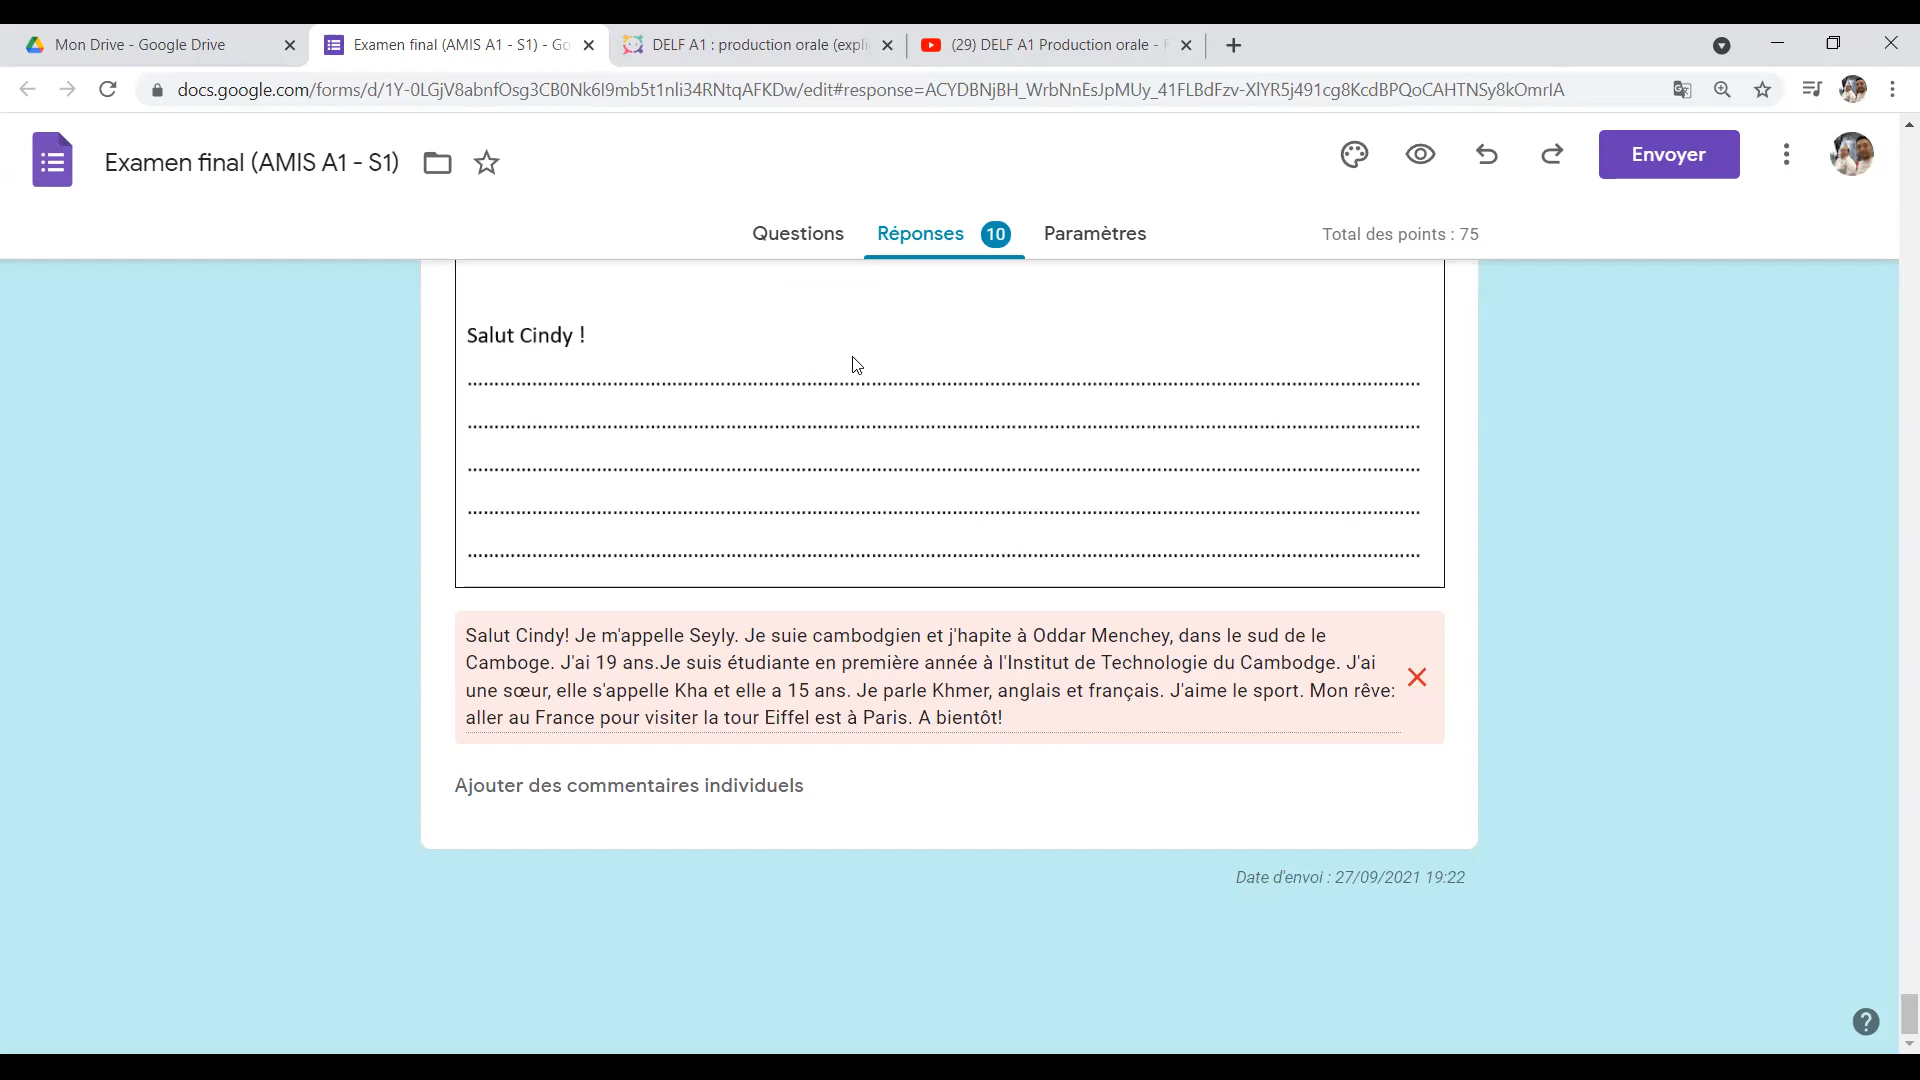 Mon Drive - Google Drive
Examen final (AMIS A1 - S1) - Go
DELF A1 : production orale (expli
(29) DELF A1 Production orale -
docs.google.com/forms/d/1Y-0LGjV8abnfOsg3CB0Nk6I9mb5t1nli34RNtqAFKDw/edit#response=ACYDBNjBH_WrbNnEsJpMUy_41FLBdFzv-XlYR5j491cg8KcdBPQoCAHTNSy8kOmrIA
Examen final (AMIS A1 - S1)
Envoyer
Questions
Réponses 10
Paramètres
Total des points : 75
Salut Cindy !
Salut Cindy! Je m'appelle Seyly. Je suie cambodgien et j'hapite à Oddar Menchey, dans le sud de le
Camboge. J'ai 19 ans.Je suis étudiante en première année à l'Institut de Technologie du Cambodge. J'ai
une sœur, elle s'appelle Kha et elle a 15 ans. Je parle Khmer, anglais et français. J'aime le sport. Mon rêve:
aller au France pour visiter la tour Eiffel est à Paris. A bientôt!
Ajouter des commentaires individuels
Date d'envoi : 27/09/2021 19:22